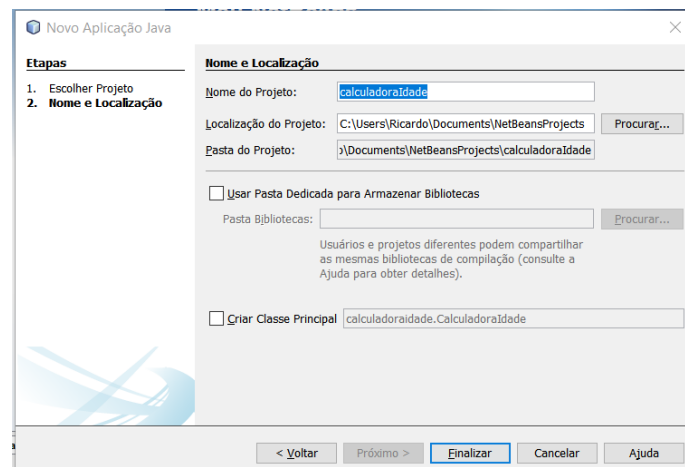 Novo Aplicação Java
Etapas
1. Escolher Projeto
2. Nome e Localização
Nome e Localização
Nome do Projeto: calculadoraIdade
Localização do Projeto: C:\Users\Ricardo\Documents\NetBeansProjects Procurar...
Pasta do Projeto: ɔ\Documents\NetBeansProjects\calculadoraIdade
Usar Pasta Dedicada para Armazenar Bibliotecas
Pasta Bibliotecas: Procurar...
Usuários e projetos diferentes podem compartilhar
as mesmas bibliotecas de compilação (consulte a
Ajuda para obter detalhes).
Criar Classe Principal calculadoraidade.CalculadoraIdade
< Voltar Próximo > Finalizar Cancelar Ajuda